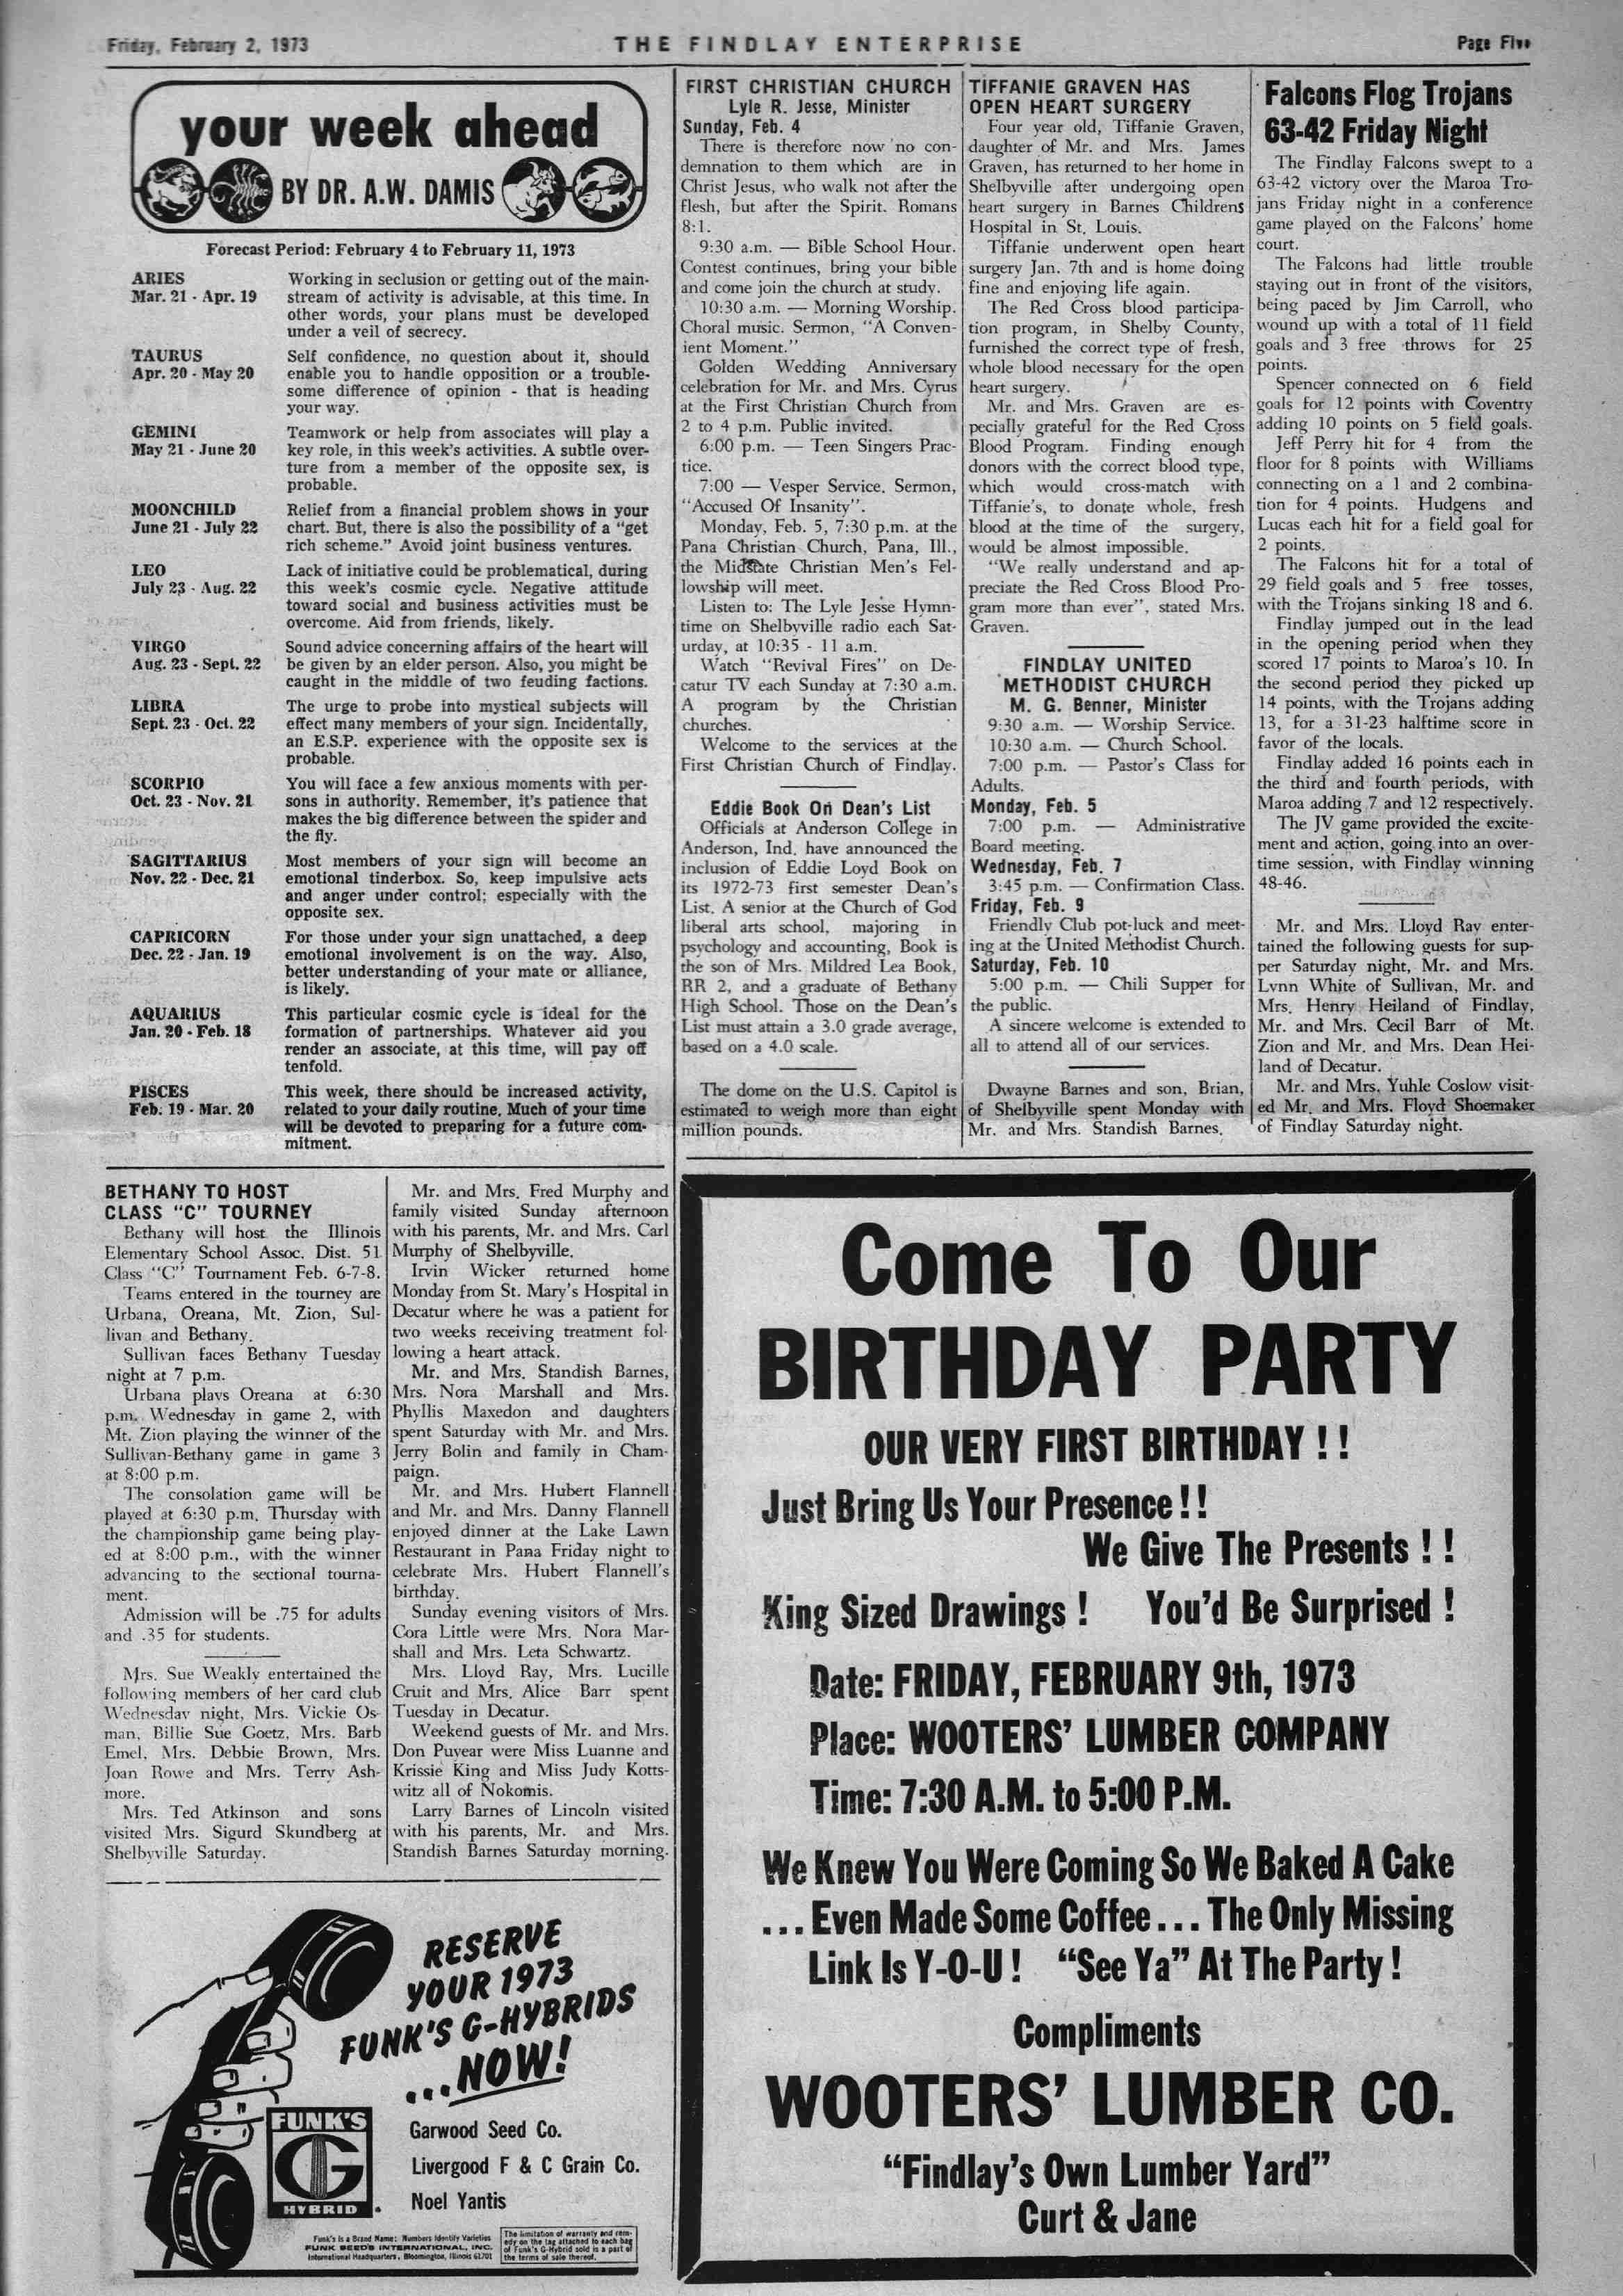 Friday, February 2, 1973
THE FINDLAY ENTERPRISE
Page Five
your week ahead
BY DR. A.W. DAMIS
Forecast Period: February 4 to February 11, 1973
ARIES
Mar. 21 - Apr. 19
Working in seclusion or getting out of the main-
stream of activity is advisable, at this time. In
other words, your plans must be developed
under a veil of secrecy.
TAURUS
Apr. 20 - May 20
Self confidence, no question about it, should
enable you to handle opposition or a trouble-
some difference of opinion - that is heading
your way.
GEMINI
May 21 - June 20
Teamwork or help from associates will play a
key role, in this week's activities. A subtle over-
ture from a member of the opposite sex, is
probable.
MOONCHILD
June 21 - July 22
Relief from a financial problem shows in your
chart. But, there is also the possibility of a "get
rich scheme." Avoid joint business ventures.
LEO
July 23 - Aug. 22
Lack of initiative could be problematical, during
this week's cosmic cycle. Negative attitude
toward social and business activities must be
overcome. Aid from friends, likely.
VIRGO
Aug. 23 - Sept. 22
Sound advice concerning affairs of the heart will
be given by an elder person. Also, you might be
caught in the middle of two feuding factions.
LIBRA
Sept. 23 - Oct. 22
The urge to probe into mystical subjects will
effect many members of your sign. Incidentally,
an E.S.P. experience with the opposite sex is
probable.
SCORPIO
Oct. 23 - Nov. 21
You will face a few anxious moments with per-
sons in authority. Remember, it's patience that
makes the big difference between the spider and
the fly.
SAGITTARIUS
Nov. 22 - Dec. 21
Most members of your sign will become an
emotional tinderbox. So, keep impulsive acts
and anger under control; especially with the
opposite sex.
CAPRICORN
Dec. 22 - Jan. 19
For those under your sign unattached, a deep
emotional involvement is on the way. Also,
better understanding of your mate or alliance,
is likely.
AQUARIUS
Jan. 20 - Feb. 18
This particular cosmic cycle is ideal for the
formation of partnerships. Whatever aid you
render an associate, at this time, will pay off
tenfold.
PISCES
Feb. 19 - Mar. 20
This week, there should be increased activity,
related to your daily routine. Much of your time
will be devoted to preparing for a future com-
mitment.
FIRST CHRISTIAN CHURCH
Lyle R. Jesse, Minister
Sunday, Feb. 4
There is therefore now no con-
demnation to them which are in
Christ Jesus, who walk not after the
flesh, but after the Spirit. Romans
8:1.
9:30 a.m. — Bible School Hour.
Contest continues, bring your bible
and come join the church at study.
10:30 a.m. — Morning Worship.
Choral music. Sermon, "A Conven-
ient Moment."
Golden Wedding Anniversary
celebration for Mr. and Mrs. Cyrus
at the First Christian Church from
2 to 4 p.m. Public invited.
6:00 p.m. — Teen Singers Prac-
tice.
7:00 — Vesper Service. Sermon,
"Accused Of Insanity".
Monday, Feb. 5, 7:30 p.m. at the
Pana Christian Church, Pana, Ill.,
the Midstate Christian Men's Fel-
lowship will meet.
Listen to: The Lyle Jesse Hymn-
time on Shelbyville radio each Sat-
urday, at 10:35 - 11 a.m.
Watch "Revival Fires" on De-
catur TV each Sunday at 7:30 a.m.
A program by the Christian
churches.
Welcome to the services at the
First Christian Church of Findlay.
Eddie Book On Dean's List
Officials at Anderson College in
Anderson, Ind. have announced the
inclusion of Eddie Loyd Book on
its 1972-73 first semester Dean's
List. A senior at the Church of God
liberal arts school, majoring in
psychology and accounting, Book is
the son of Mrs. Mildred Lea Book,
RR 2, and a graduate of Bethany
High School. Those on the Dean's
List must attain a 3.0 grade average,
based on a 4.0 scale.
The dome on the U.S. Capitol is
estimated to weigh more than eight
million pounds.
TIFFANIE GRAVEN HAS
OPEN HEART SURGERY
Four year old, Tiffanie Graven,
daughter of Mr. and Mrs. James
Graven, has returned to her home in
Shelbyville after undergoing open
heart surgery in Barnes Childrens
Hospital in St. Louis.
Tiffanie underwent open heart
surgery Jan. 7th and is home doing
fine and enjoying life again.
The Red Cross blood participa-
tion program, in Shelby County,
furnished the correct type of fresh,
whole blood necessary for the open
heart surgery.
Mr. and Mrs. Graven are es-
pecially grateful for the Red Cross
Blood Program. Finding enough
donors with the correct blood type,
which would cross-match with
Tiffanie's, to donate whole, fresh
blood at the time of the surgery,
would be almost impossible.
"We really understand and ap-
preciate the Red Cross Blood Pro-
gram more than ever", stated Mrs.
Graven.
FINDLAY UNITED
METHODIST CHURCH
M. G. Benner, Minister
9:30 a.m. — Worship Service.
10:30 a.m. — Church School.
7:00 p.m. — Pastor's Class for
Adults.
Monday, Feb. 5
7:00 p.m. — Administrative
Board meeting.
Wednesday, Feb. 7
3:45 p.m. — Confirmation Class.
Friday, Feb. 9
Friendly Club pot-luck and meet-
ing at the United Methodist Church.
Saturday, Feb. 10
5:00 p.m. — Chili Supper for
the public.
A sincere welcome is extended to
all to attend all of our services.
Dwayne Barnes and son, Brian,
of Shelbyville spent Monday with
Mr. and Mrs. Standish Barnes.
Falcons Flog Trojans
63-42 Friday Night
The Findlay Falcons swept to a
63-42 victory over the Maroa Tro-
jans Friday night in a conference
game played on the Falcons' home
court.
The Falcons had little trouble
staying out in front of the visitors,
being paced by Jim Carroll, who
wound up with a total of 11 field
goals and 3 free throws for 25
points.
Spencer connected on 6 field
goals for 12 points with Coventry
adding 10 points on 5 field goals.
Jeff Perry hit for 4 from the
floor for 8 points with Williams
connecting on a 1 and 2 combina-
tion for 4 points. Hudgens and
Lucas each hit for a field goal for
2 points.
The Falcons hit for a total of
29 field goals and 5 free tosses,
with the Trojans sinking 18 and 6.
Findlay jumped out in the lead
in the opening period when they
scored 17 points to Maroa's 10. In
the second period they picked up
14 points, with the Trojans adding
13, for a 31-23 halftime score in
favor of the locals.
Findlay added 16 points each in
the third and fourth periods, with
Maroa adding 7 and 12 respectively.
The JV game provided the excite-
ment and action, going into an over-
time session, with Findlay winning
48-46.
Mr. and Mrs. Lloyd Ray enter-
tained the following guests for sup-
per Saturday night, Mr. and Mrs.
Lynn White of Sullivan, Mr. and
Mrs. Henry Heiland of Findlay,
Mr. and Mrs. Cecil Barr of Mt.
Zion and Mr. and Mrs. Dean Hei-
land of Decatur.
Mr. and Mrs. Yuhle Coslow visit-
ed Mr. and Mrs. Floyd Shoemaker
of Findlay Saturday night.
BETHANY TO HOST
CLASS "C" TOURNEY
Bethany will host the Illinois
Elementary School Assoc. Dist. 51
Class "C" Tournament Feb. 6-7-8.
Teams entered in the tourney are
Urbana, Oreana, Mt. Zion, Sul-
livan and Bethany.
Sullivan faces Bethany Tuesday
night at 7 p.m.
Urbana plays Oreana at 6:30
p.m. Wednesday in game 2, with
Mt. Zion playing the winner of the
Sullivan-Bethany game in game 3
at 8:00 p.m.
The consolation game will be
played at 6:30 p.m. Thursday with
the championship game being play-
ed at 8:00 p.m., with the winner
advancing to the sectional tourna-
ment.
Admission will be .75 for adults
and .35 for students.
Mrs. Sue Weakly entertained the
following members of her card club
Wednesday night, Mrs. Vickie Os-
man, Billie Sue Goetz, Mrs. Barb
Emel, Mrs. Debbie Brown, Mrs.
Joan Rowe and Mrs. Terry Ash-
more.
Mrs. Ted Atkinson and sons
visited Mrs. Sigurd Skundberg at
Shelbyville Saturday.
Mr. and Mrs. Fred Murphy and
family visited Sunday afternoon
with his parents, Mr. and Mrs. Carl
Murphy of Shelbyville.
Irvin Wicker returned home
Monday from St. Mary's Hospital in
Decatur where he was a patient for
two weeks receiving treatment fol-
lowing a heart attack.
Mr. and Mrs. Standish Barnes,
Mrs. Nora Marshall and Mrs.
Phyllis Maxedon and daughters
spent Saturday with Mr. and Mrs.
Jerry Bolin and family in Cham-
paign.
Mr. and Mrs. Hubert Flannell
and Mr. and Mrs. Danny Flannell
enjoyed dinner at the Lake Lawn
Restaurant in Pana Friday night to
celebrate Mrs. Hubert Flannell's
birthday.
Sunday evening visitors of Mrs.
Cora Little were Mrs. Nora Mar-
shall and Mrs. Leta Schwartz.
Mrs. Lloyd Ray, Mrs. Lucille
Cruit and Mrs. Alice Barr spent
Tuesday in Decatur.
Weekend guests of Mr. and Mrs.
Don Puyear were Miss Luanne and
Krissie King and Miss Judy Kotts-
witz all of Nokomis.
Larry Barnes of Lincoln visited
with his parents, Mr. and Mrs.
Standish Barnes Saturday morning.
RESERVE
YOUR 1973
FUNK'S G-HYBRIDS
...NOW!
FUNK'S
G
HYBRID
Garwood Seed Co.
Livergood F & C Grain Co.
Noel Yantis
Funk's is a Brand Name; Numbers Identify Varieties
FUNK SEEDS INTERNATIONAL, INC.
International Headquarters, Bloomington, Illinois 61701
The limitation of warranty and rem-
edy on the tag attached to each bag
of Funk's G-Hybrid sold is a part of
the terms of sale thereof.
Come To Our
BIRTHDAY PARTY
OUR VERY FIRST BIRTHDAY ! !
Just Bring Us Your Presence ! !
We Give The Presents ! !
King Sized Drawings ! You'd Be Surprised !
Date: FRIDAY, FEBRUARY 9th, 1973
Place: WOOTERS' LUMBER COMPANY
Time: 7:30 A.M. to 5:00 P.M.
We Knew You Were Coming So We Baked A Cake
. . . Even Made Some Coffee . . . The Only Missing
Link Is Y-O-U ! "See Ya" At The Party !
Compliments
WOOTERS' LUMBER CO.
"Findlay's Own Lumber Yard"
Curt & Jane